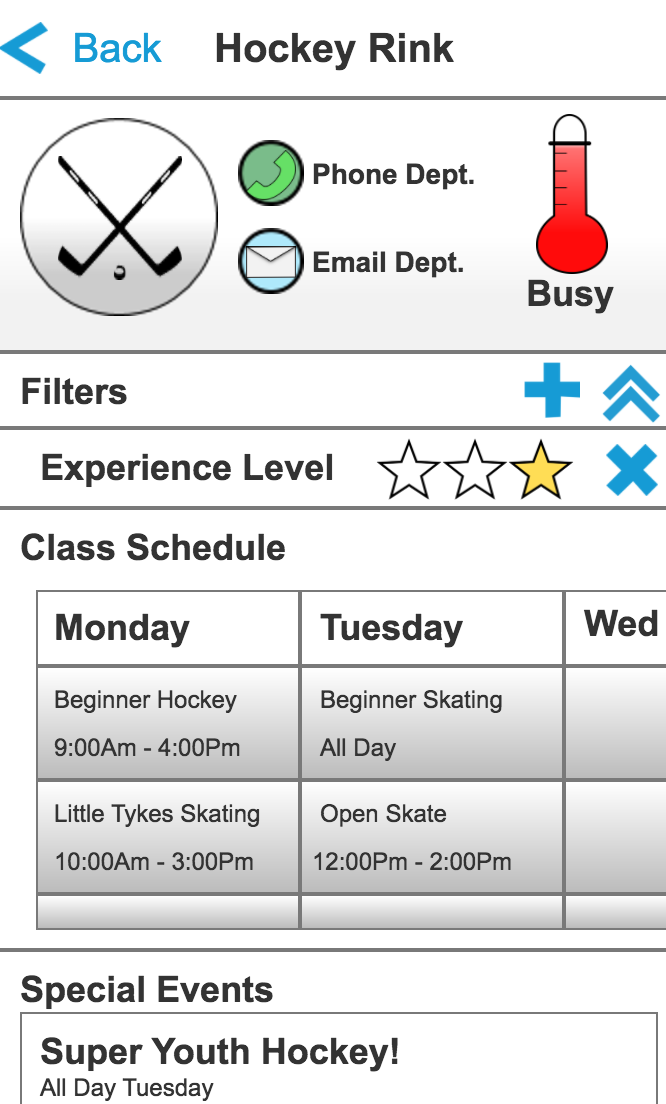 Back Hockey Rink
Phone Dept.
Email Dept.
Busy
Filters
Experience Level
Class Schedule
Monday Tuesday Wed
Beginner Hockey Beginner Skating
9:00Am - 4:00Pm All Day
Little Tykes Skating Open Skate
10:00Am - 3:00Pm 12:00Pm - 2:00Pm
Special Events
Super Youth Hockey!
All Day Tuesday